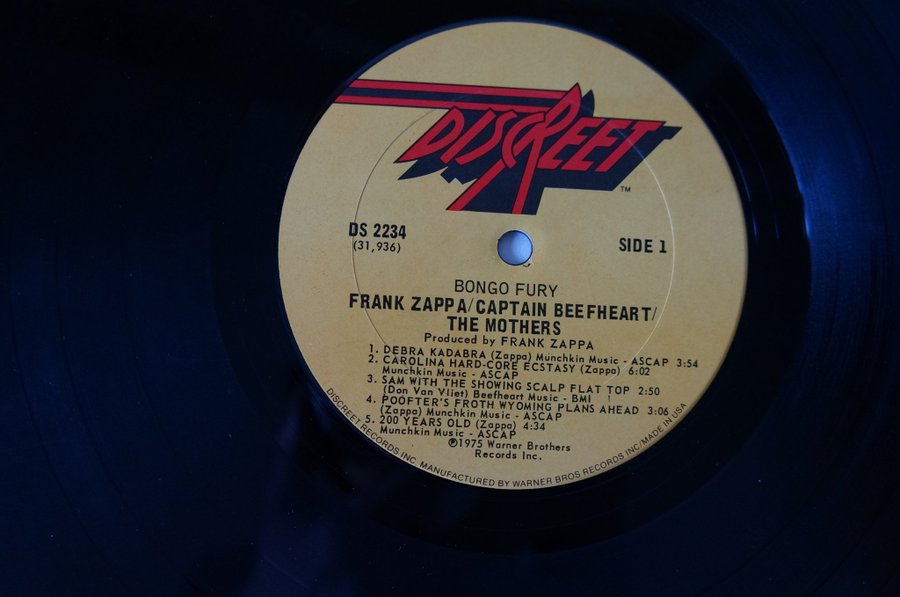 DISCREET
TM
DS 2234
(31,936)
SIDE 1
BONGO FURY
FRANK ZAPPA/CAPTAIN BEEFHEART/
THE MOTHERS
Produced by FRANK ZAPPA
1. DEBRA KADABRA (Zappa) Munchkin Music - ASCAP 3:54
2. CAROLINA HARD-CORE ECSTASY (Zappa) 6:02
Munchkin Music - ASCAP
3. SAM WITH THE SHOWING SCALP FLAT TOP 2:50
(Don Van Vliet) Beefheart Music - BMI
4. POOFTER'S FROTH WYOMING PLANS AHEAD 3:06
(Zappa) Munchkin Music - ASCAP
5. 200 YEARS OLD (Zappa) 4:34
Munchkin Music - ASCAP
℗1975 Warner Brothers
Records Inc.
DISCREET RECORDS INC. MANUFACTURED BY WARNER BROS RECORDS INC/MADE IN USA